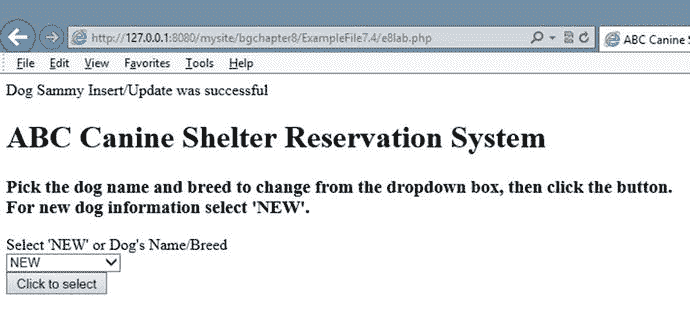 http://127.0.0.1:8080/mysite/bgchapter8/ExampleFile7.4/e8lab.php
ABC Canine S
File Edit View Favorites Tools Help
Dog Sammy Insert/Update was successful
ABC Canine Shelter Reservation System
Pick the dog name and breed to change from the dropdown box, then click the button.
For new dog information select 'NEW'.
Select 'NEW' or Dog's Name/Breed
NEW
Click to select